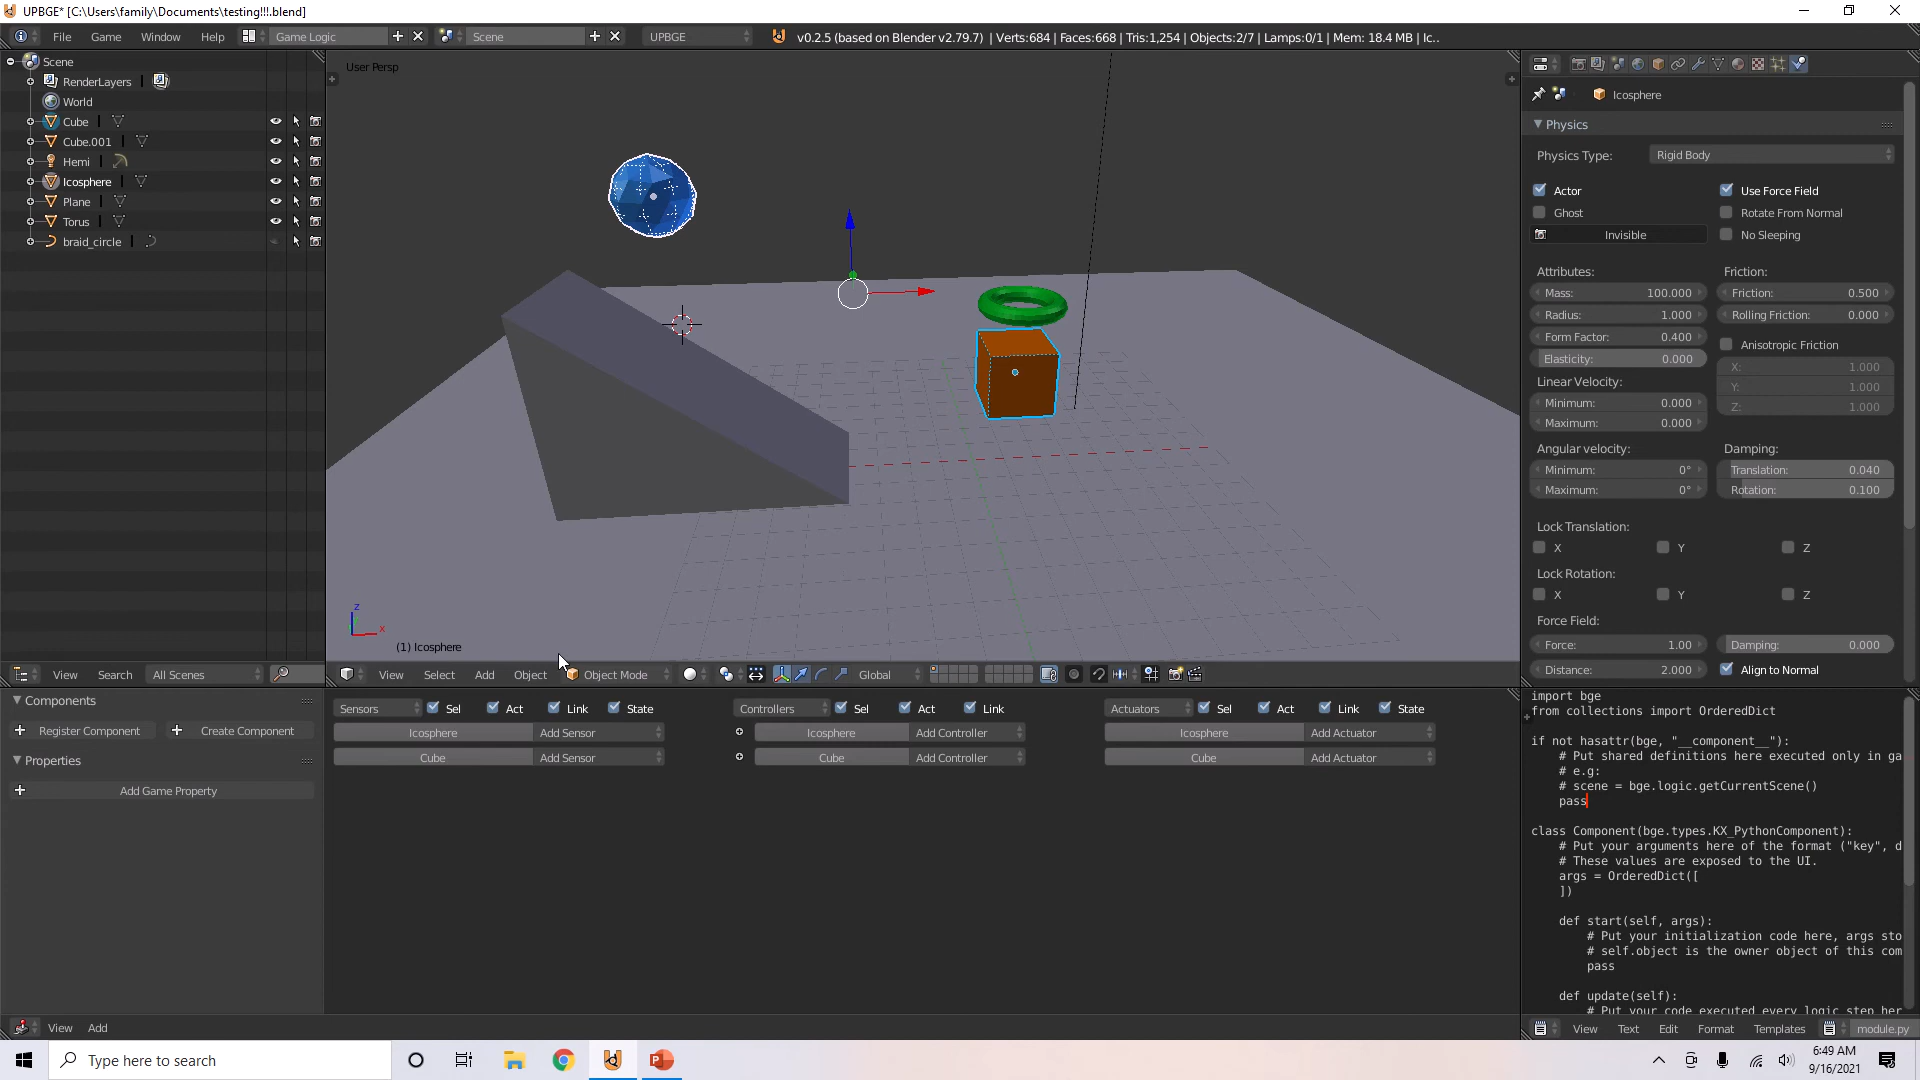 UPBGE* [C:\Users\family\Documents\testing!!!.blend]
File Game Window Help Game Logic Scene UPBGE v0.2.5 (based on Blender v2.79.7) | Verts:684 | Faces:668 | Tris:1,254 | Objects:2/7 | Lamps:0/1 | Mem: 18.4 MB | Ic..
Scene
RenderLayers
World
Cube
Cube.001
Hemi
Icosphere
Plane
Torus
braid_circle
View Search All Scenes
User Persp
z
x
(1) Icosphere
View Select Add Object Object Mode Global
Icosphere
Physics
Physics Type: Rigid Body
Actor Use Force Field
Ghost Rotate From Normal
Invisible No Sleeping
Attributes: Friction:
Mass: 100.000 Friction: 0.500
Radius: 1.000 Rolling Friction: 0.000
Form Factor: 0.400 Anisotropic Friction
Elasticity: 0.000 X: 1.000
Linear Velocity: Y: 1.000
Minimum: 0.000 Z: 1.000
Maximum: 0.000
Angular velocity: Damping:
Minimum: 0° Translation: 0.040
Maximum: 0° Rotation: 0.100
Lock Translation:
X Y Z
Lock Rotation:
X Y Z
Force Field:
Force: 1.00 Damping: 0.000
Distance: 2.000 Align to Normal
Components
Register Component Create Component
Properties
Add Game Property
View Add
Sensors Sel Act Link State Controllers Sel Act Link Actuators Sel Act Link State
Icosphere Add Sensor Icosphere Add Controller Icosphere Add Actuator
Cube Add Sensor Cube Add Controller Cube Add Actuator
import bge
from collections import OrderedDict
if not hasattr(bge, "__component__"):
# Put shared definitions here executed only in ga
# e.g:
# scene = bge.logic.getCurrentScene()
pass
class Component(bge.types.KX_PythonComponent):
# Put your arguments here of the format ("key", d
# These values are exposed to the UI.
args = OrderedDict([
])
def start(self, args):
# Put your initialization code here, args sto
# self.object is the owner object of this com
pass
def update(self):
# Put your code executed every logic step her
View Text Edit Format Templates module.py
Type here to search
6:49 AM
9/16/2021